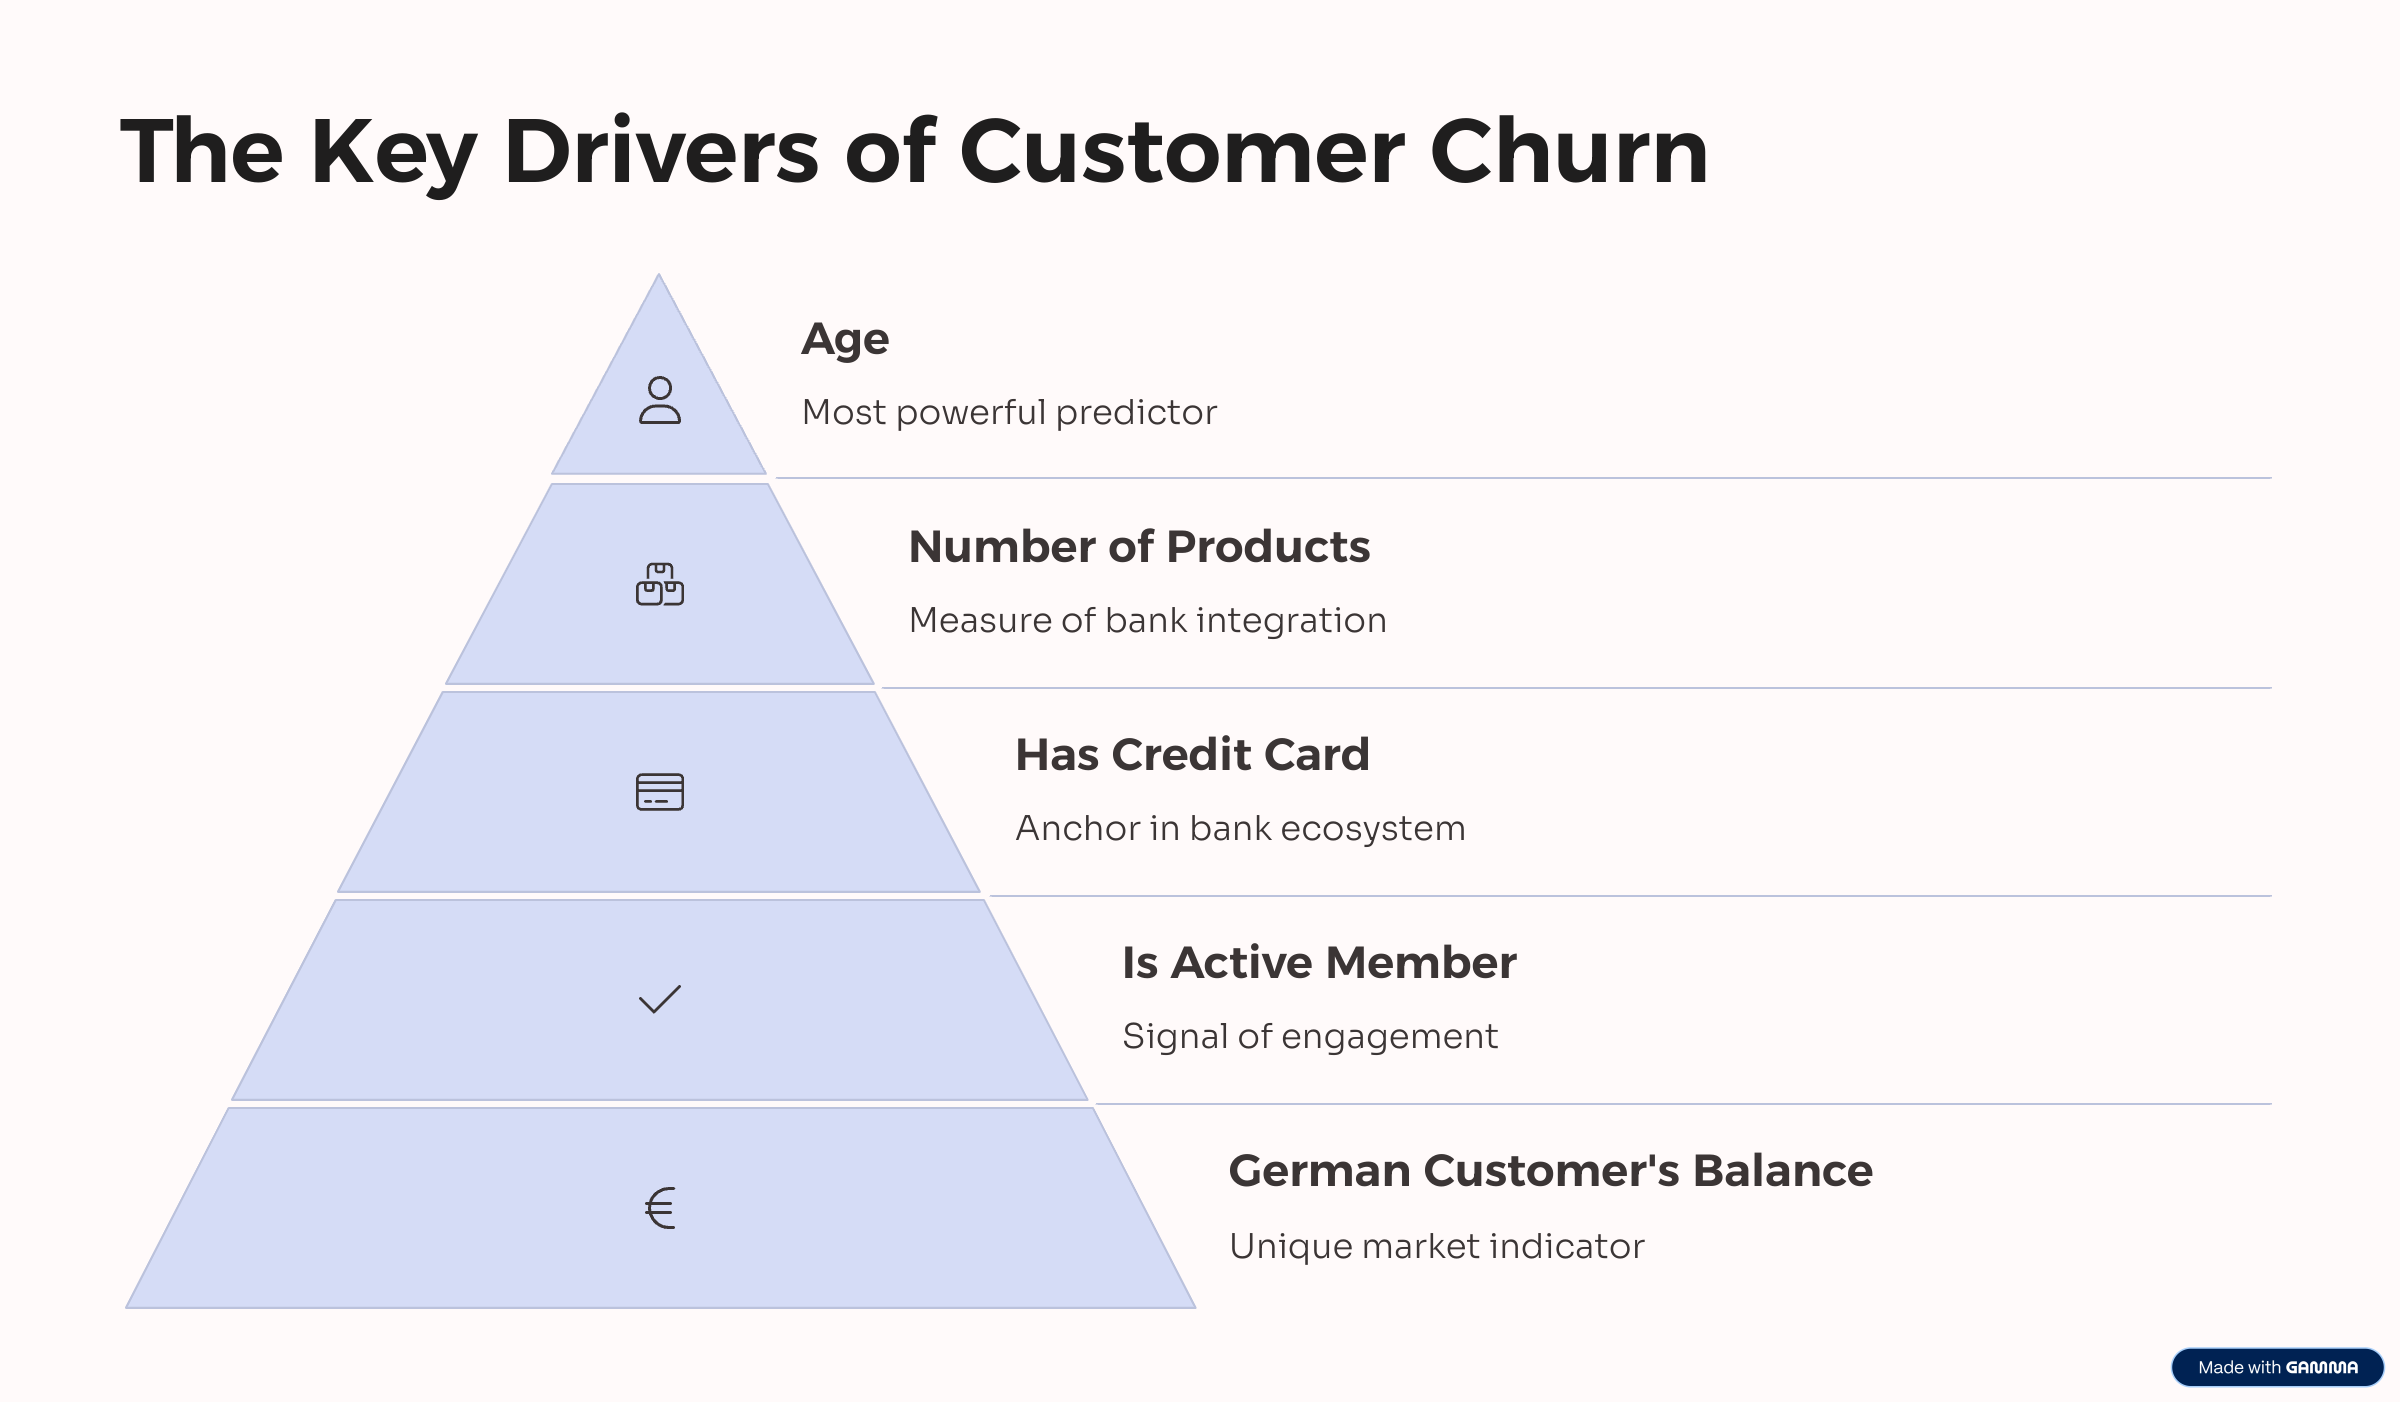 The Key Drivers of Customer Churn
Age
Most powerful predictor
Number of Products
Measure of bank integration
Has Credit Card
Anchor in bank ecosystem
Is Active Member
Signal of engagement
€
German Customer's Balance
Unique market indicator
Made with GAMMA